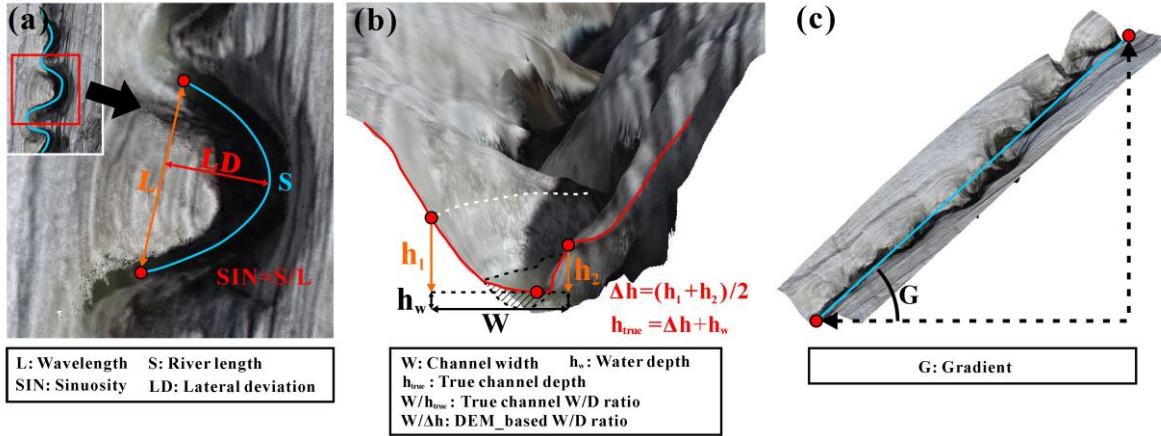 (a)
LD
L
S
SIN=S/L
L: Wavelength S: River length
SIN: Sinuosity LD: Lateral deviation
(b)
h₁
h₂
hw
W
Δh=(h₁+h₂)/2
htrue =Δh+hw
W: Channel width hw: Water depth
htrue : True channel depth
W/htrue : True channel W/D ratio
W/Δh: DEM_based W/D ratio
(c)
G
G: Gradient